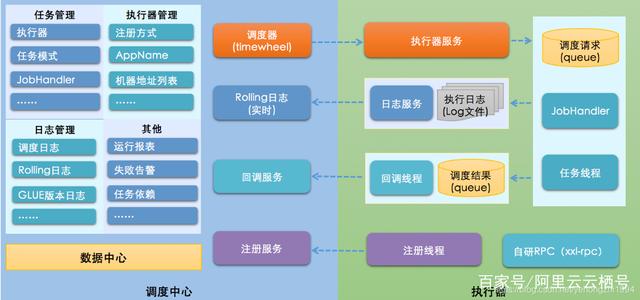 任务管理
执行器
任务模式
JobHandler
……
执行器管理
注册方式
AppName
机器地址列表
……
日志管理
调度日志
Rolling日志
GLUE版本日志
……
其他
运行报表
失败告警
任务依赖
……
数据中心
调度器
(timewheel)
Rolling日志
(实时)
回调服务
注册服务
调度中心
执行器服务
日志服务
执行日志
(Log文件)
回调线程
调度结果
(queue)
注册线程
调度请求
(queue)
JobHandler
任务线程
自研RPC（xxl-rpc）
执行器
百家号/阿里云云栖号